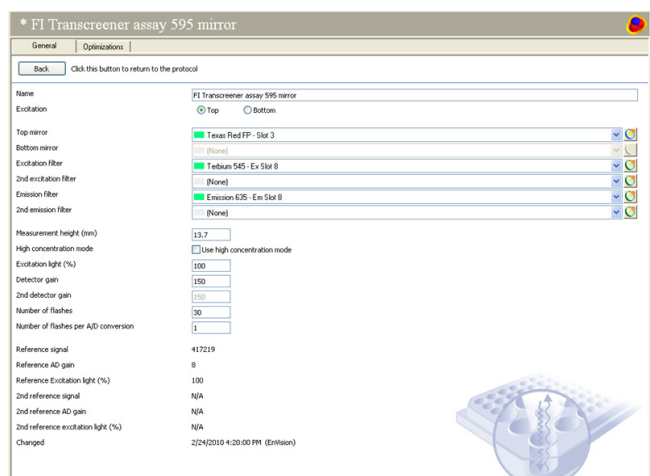 * FI Transcreener assay 595 mirror
General Optimizations
Back Click this button to return to the protocol
Name FI Transcreener assay 595 mirror
Excitation Top Bottom
Top mirror Texas Red FP - Slot 3
Bottom mirror (None)
Excitation filter Terbium 545 - Ex Slot 8
2nd excitation filter (None)
Emission filter Emission 635 - Em Slot 8
2nd emission filter (None)
Measurement height (mm) 13.7
High concentration mode Use high concentration mode
Excitation light (%) 100
Detector gain 150
2nd detector gain 150
Number of flashes 30
Number of flashes per A/D conversion 1
Reference signal 417219
Reference AD gain 8
Reference Excitation light (%) 100
2nd reference signal N/A
2nd reference AD gain N/A
2nd reference excitation light (%) N/A
Changed 2/24/2010 4:20:00 PM (EnVision)